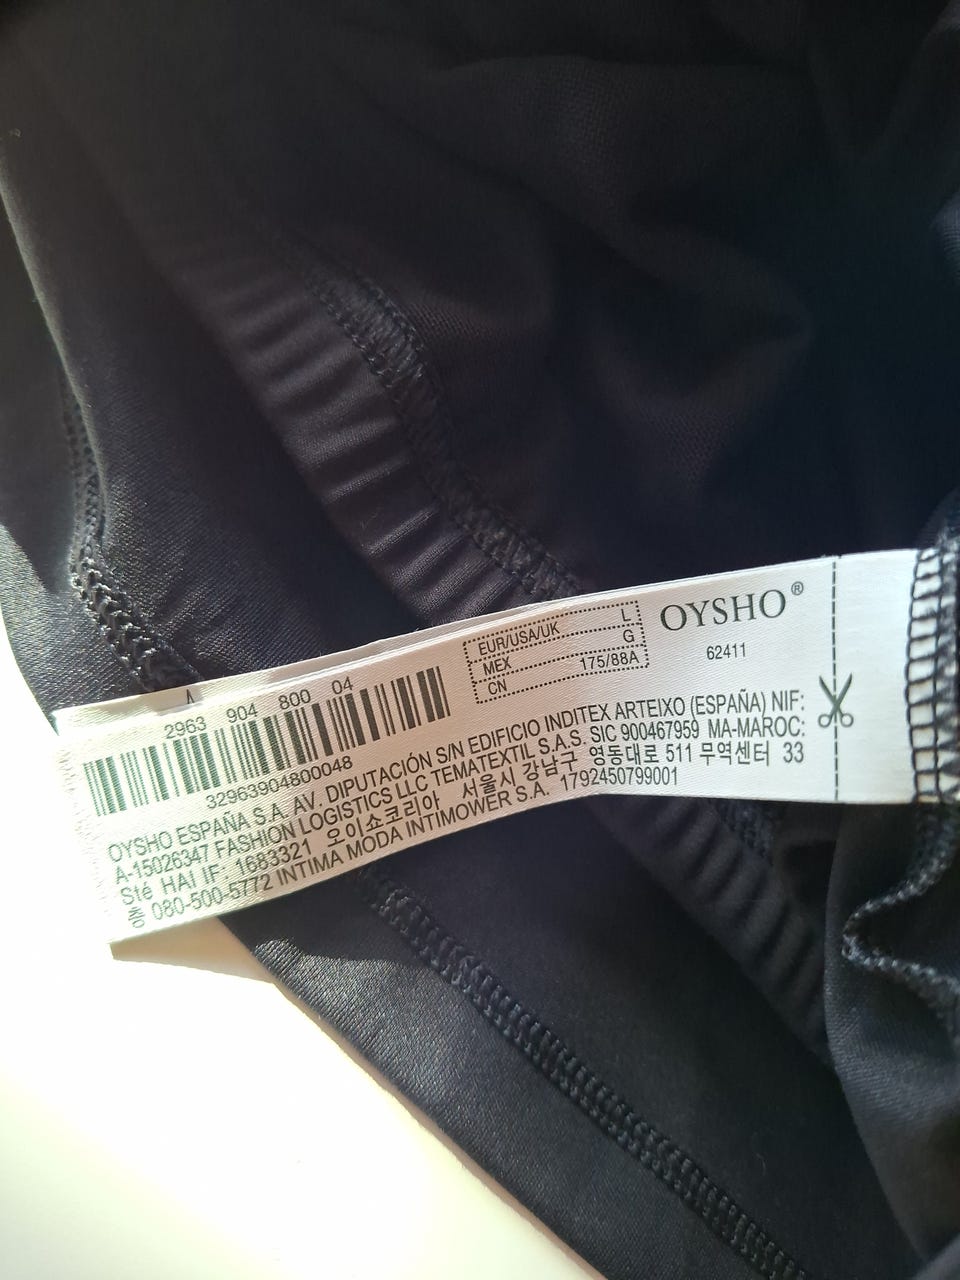 OYSHO®
62411
EUR/USA/UK L
MEX G
CN 175/88A
2963 904 800 04
32963904800048
OYSHO ESPAÑA S.A. AV. DIPUTACIÓN S/N EDIFICIO INDITEX ARTEIXO (ESPAÑA) NIF:
A-15026347 FASHION LOGISTICS LLC TEMATEXTIL S.A.S. SIC 900467959 MA-MAROC:
Sté HAI IF: 1683321 오이쇼코리아 서울시 강남구 영동대로 511 무역센터 33
층 080-500-5772 INTIMA MODA INTIMOWER S.A. 1792450799001